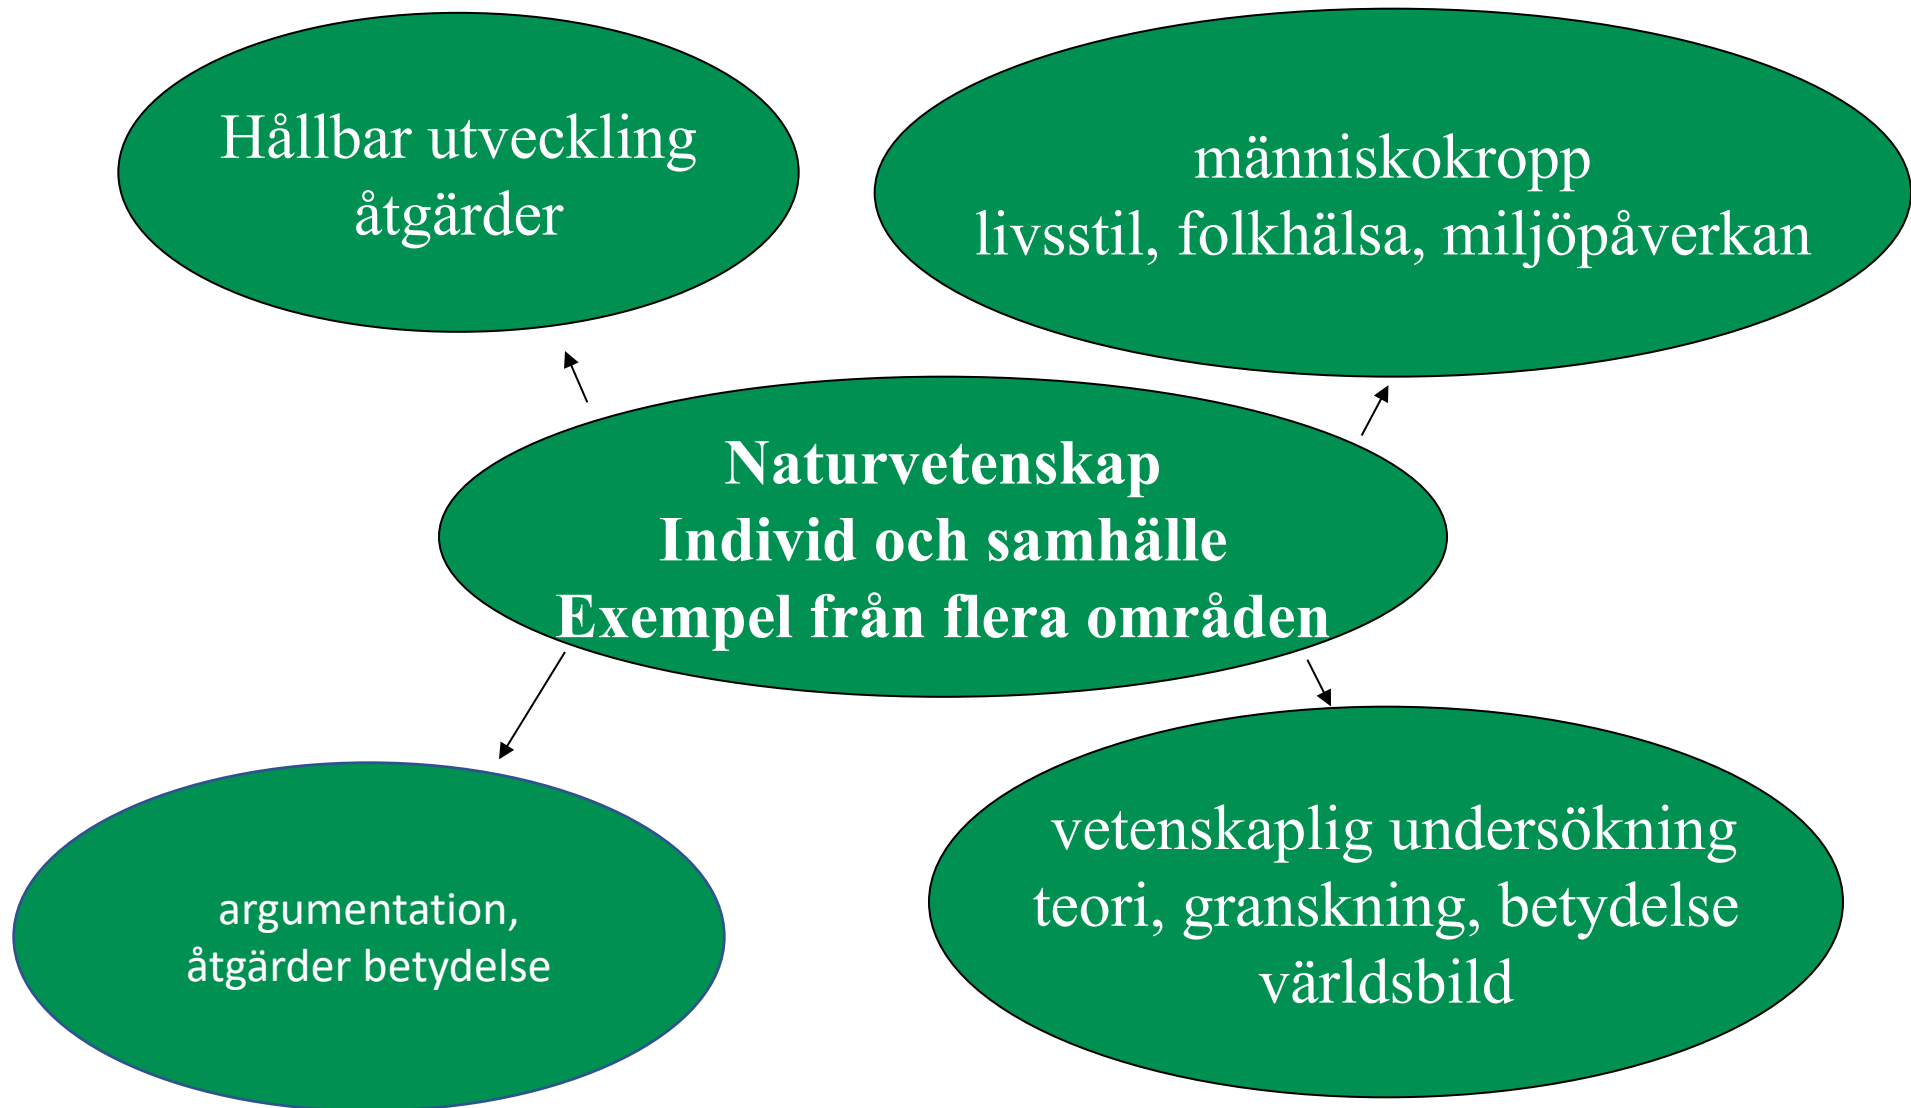 Hållbar utveckling
åtgärder
människokropp
livsstil, folkhälsa, miljöpåverkan
Naturvetenskap
Individ och samhälle
Exempel från flera områden
argumentation,
åtgärder betydelse
vetenskaplig undersökning
teori, granskning, betydelse
världsbild